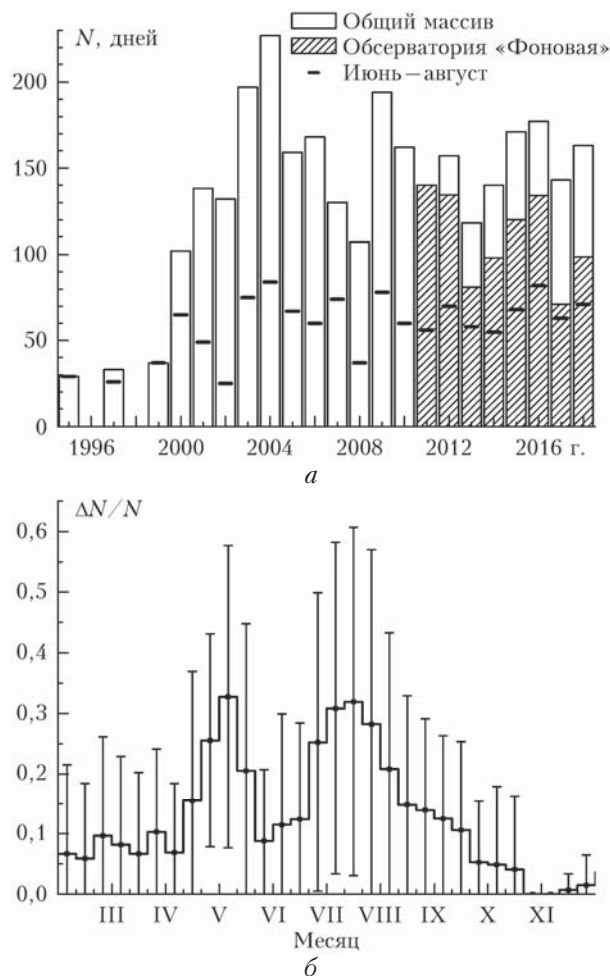 N, дней
Общий массив
Обсерватория «Фоновая»
Июнь–август
200
150
100
50
0
1996 2000 2004 2008 2012 2016 г.
а
ΔN/N
0,6
0,5
0,4
0,3
0,2
0,1
0,0
III IV V VI VII VIII IX X XI
Месяц
б